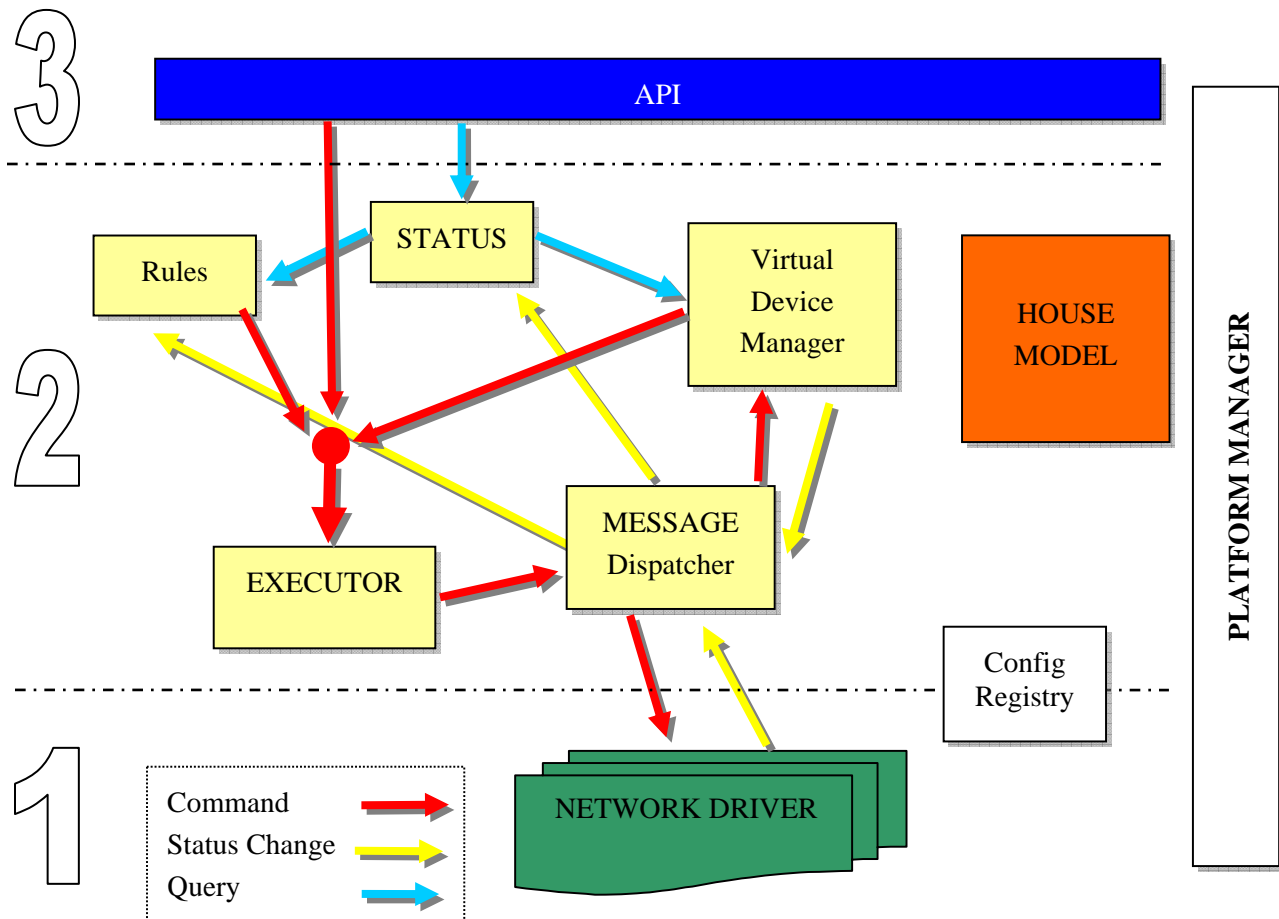 3
API
STATUS
Rules
Virtual
Device
Manager
HOUSE
MODEL
PLATFORM MANAGER
2
MESSAGE
Dispatcher
EXECUTOR
Config
Registry
1
NETWORK DRIVER
Command
Status Change
Query